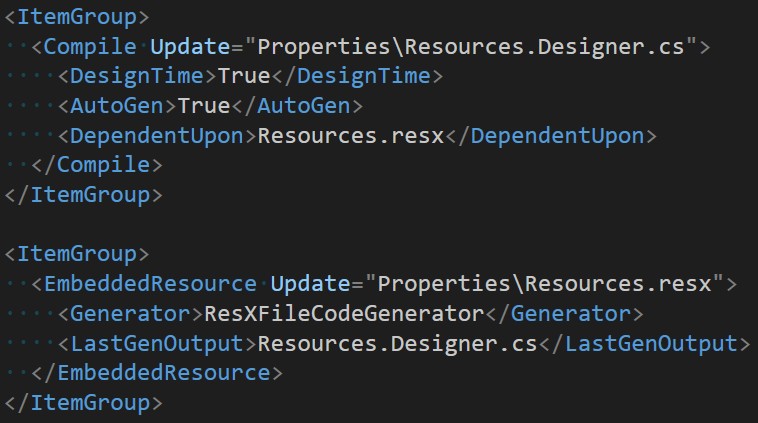 <ItemGroup>
  <Compile Update="Properties\Resources.Designer.cs">
    <DesignTime>True</DesignTime>
    <AutoGen>True</AutoGen>
    <DependentUpon>Resources.resx</DependentUpon>
  </Compile>
</ItemGroup>

<ItemGroup>
  <EmbeddedResource Update="Properties\Resources.resx">
    <Generator>ResXFileCodeGenerator</Generator>
    <LastGenOutput>Resources.Designer.cs</LastGenOutput>
  </EmbeddedResource>
</ItemGroup>